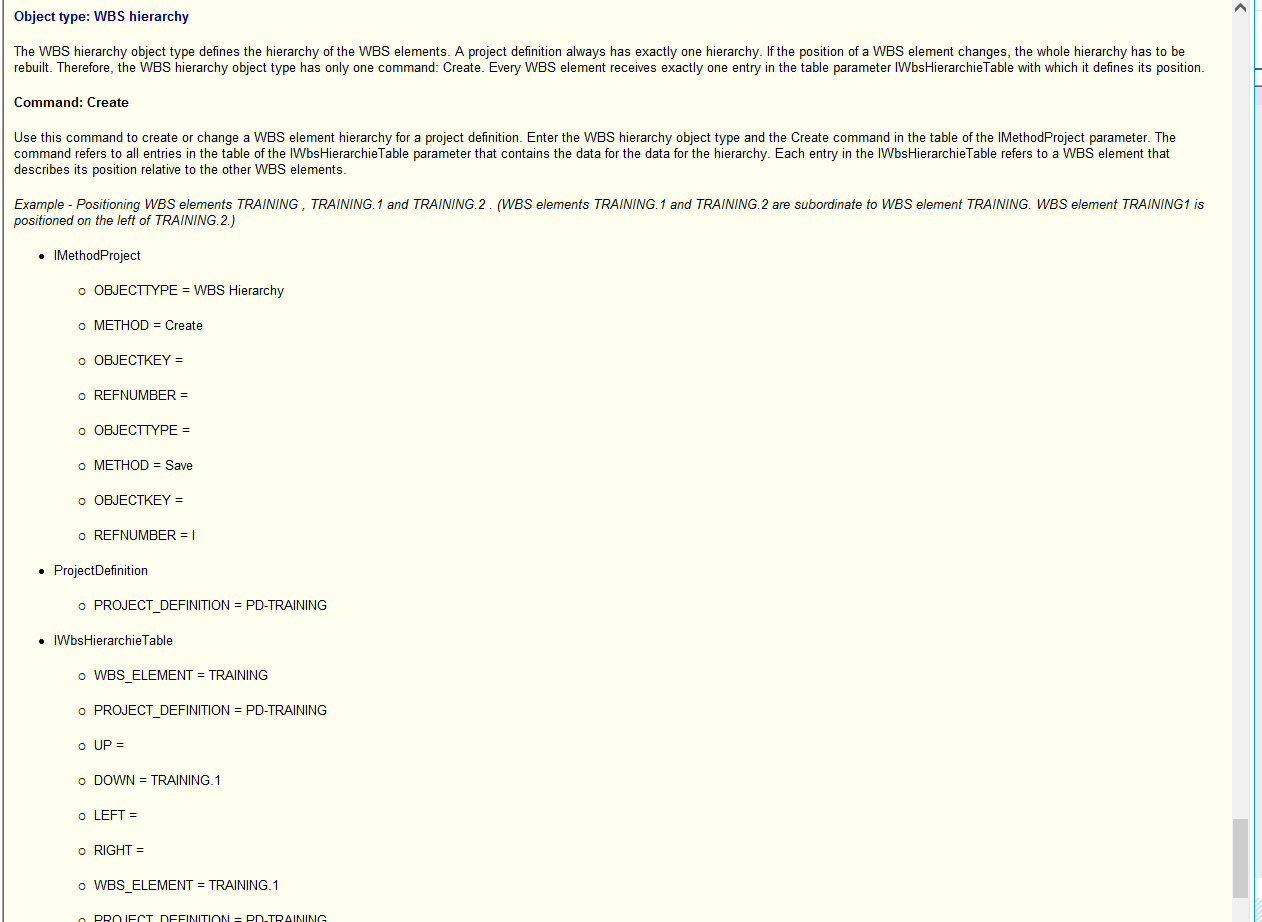 Object type: WBS hierarchy
The WBS hierarchy object type defines the hierarchy of the WBS elements. A project definition always has exactly one hierarchy. If the position of a WBS element changes, the whole hierarchy has to be
rebuilt. Therefore, the WBS hierarchy object type has only one command: Create. Every WBS element receives exactly one entry in the table parameter IWbsHierarchieTable with which it defines its position.
Command: Create
Use this command to create or change a WBS element hierarchy for a project definition. Enter the WBS hierarchy object type and the Create command in the table of the IMethodProject parameter. The
command refers to all entries in the table of the IWbsHierarchieTable parameter that contains the data for the data for the hierarchy. Each entry in the IWbsHierarchieTable refers to a WBS element that
describes its position relative to the other WBS elements.
Example - Positioning WBS elements TRAINING , TRAINING.1 and TRAINING.2 . (WBS elements TRAINING.1 and TRAINING.2 are subordinate to WBS element TRAINING. WBS element TRAINING1 is
positioned on the left of TRAINING.2.)
• IMethodProject
o OBJECTTYPE = WBS Hierarchy
o METHOD = Create
o OBJECTKEY =
o REFNUMBER =
o OBJECTTYPE =
o METHOD = Save
o OBJECTKEY =
o REFNUMBER = I
• ProjectDefinition
o PROJECT_DEFINITION = PD-TRAINING
• IWbsHierarchieTable
o WBS_ELEMENT = TRAINING
o PROJECT_DEFINITION = PD-TRAINING
o UP =
o DOWN = TRAINING.1
o LEFT =
o RIGHT =
o WBS_ELEMENT = TRAINING.1
o PROJECT_DEFINITION = PD-TRAINING